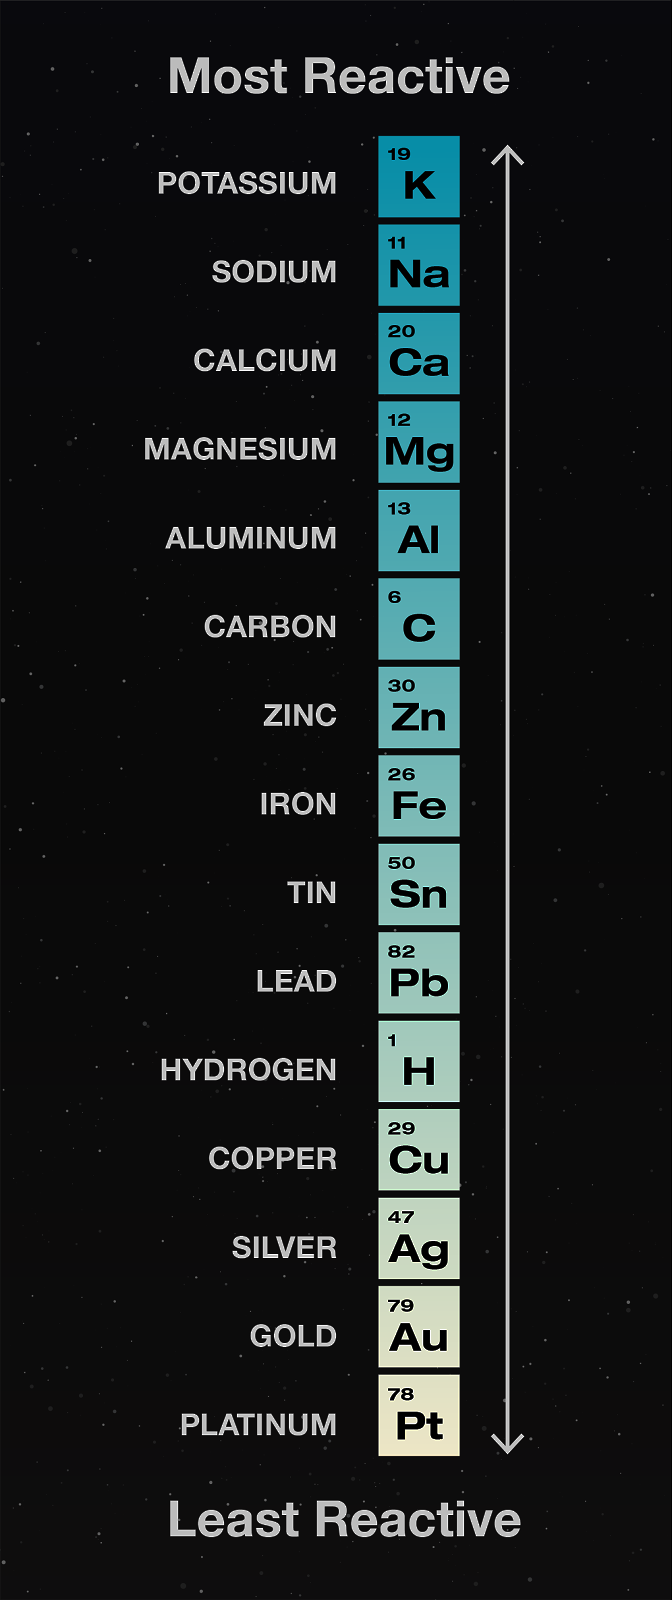 Most Reactive
POTASSIUM
19
K
SODIUM
11
Na
CALCIUM
20
Ca
MAGNESIUM
12
Mg
ALUMINUM
13
Al
CARBON
6
C
ZINC
30
Zn
IRON
26
Fe
TIN
50
Sn
LEAD
82
Pb
HYDROGEN
1
H
COPPER
29
Cu
SILVER
47
Ag
GOLD
79
Au
PLATINUM
78
Pt
Least Reactive